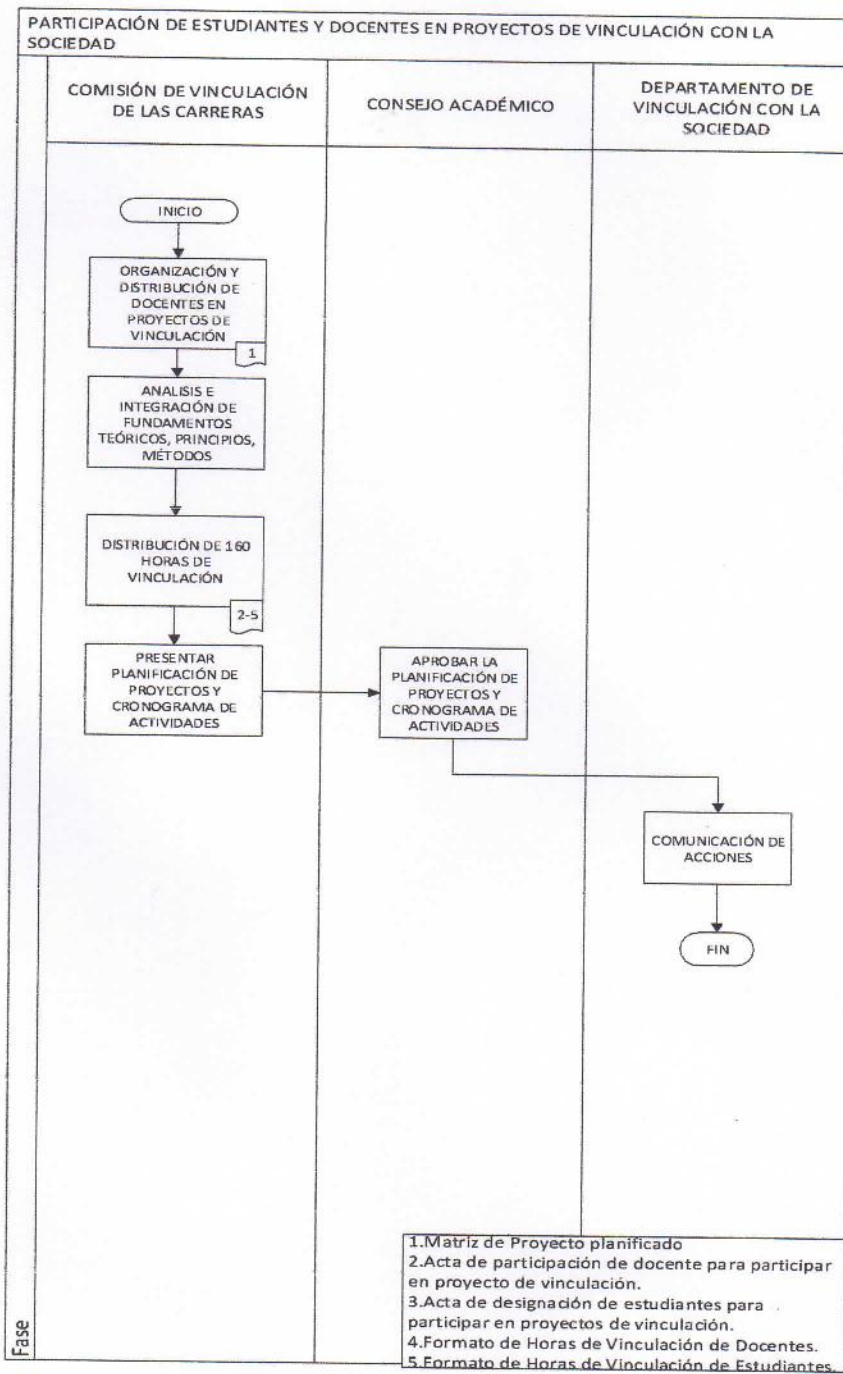 PARTICIPACIÓN DE ESTUDIANTES Y DOCENTES EN PROYECTOS DE VINCULACIÓN CON LA
SOCIEDAD
COMISIÓN DE VINCULACIÓN
DE LAS CARRERAS
CONSEJO ACADÉMICO
DEPARTAMENTO DE
VINCULACIÓN CON LA
SOCIEDAD
INICIO
ORGANIZACIÓN Y
DISTRIBUCIÓN DE
DOCENTES EN
PROYECTOS DE
VINCULACIÓN
1
ANALISIS E
INTEGRACIÓN DE
FUNDAMENTOS
TEÓRICOS, PRINCIPIOS,
MÉTODOS
DISTRIBUCIÓN DE 160
HORAS DE
VINCULACIÓN
2-5
PRESENTAR
PLANIFICACIÓN DE
PROYECTOS Y
CRONOGRAMA DE
ACTIVIDADES
APROBAR LA
PLANIFICACIÓN DE
PROYECTOS Y
CRONOGRAMA DE
ACTIVIDADES
COMUNICACIÓN DE
ACCIONES
FIN
1.Matriz de Proyecto planificado
2.Acta de participación de docente para participar
en proyecto de vinculación.
3.Acta de designación de estudiantes para
participar en proyectos de vinculación.
4.Formato de Horas de Vinculación de Docentes.
5.Formato de Horas de Vinculación de Estudiantes.
Fase